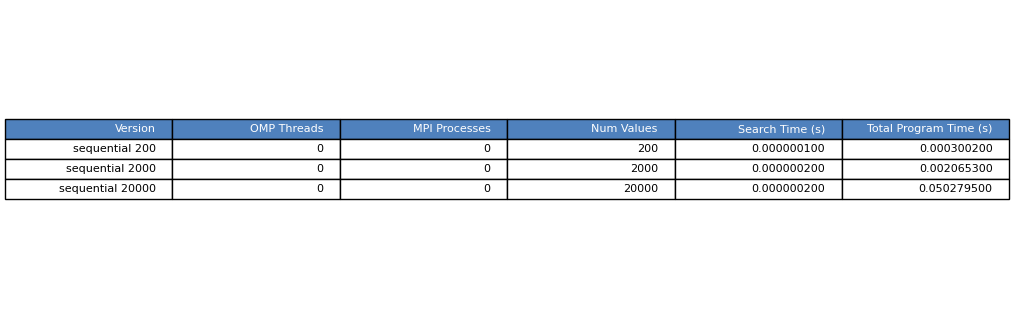 Version OMP Threads MPI Processes Num Values Search Time (s) Total Program Time (s)
sequential 200 0 0 200 0.000000100 0.000300200
sequential 2000 0 0 2000 0.000000200 0.002065300
sequential 20000 0 0 20000 0.000000200 0.050279500